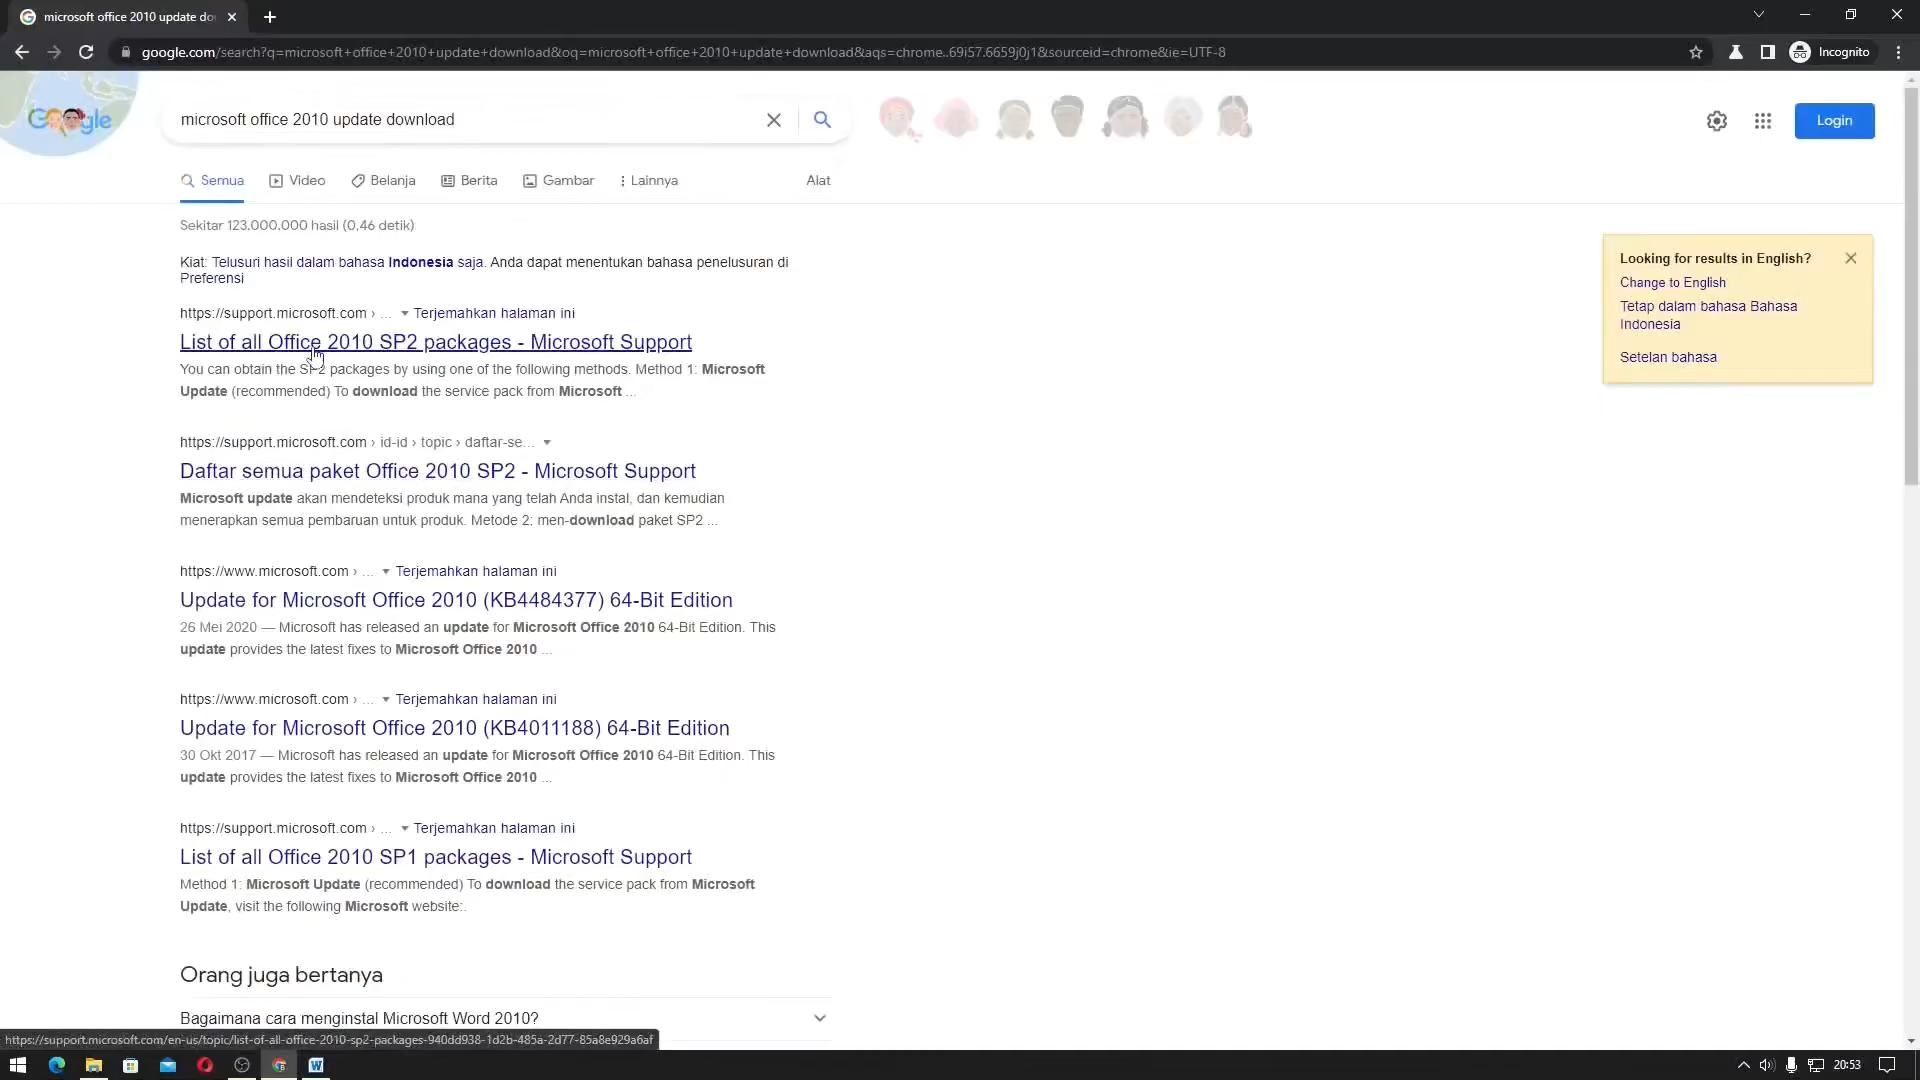 microsoft office 2010 update do
google.com/search?q=microsoft+office+2010+update+download&oq=microsoft+office+2010+update+download&aqs=chrome..69i57.6659j0j1&sourceid=chrome&ie=UTF-8
Incognito
Google
microsoft office 2010 update download
Login
Semua
Video
Belanja
Berita
Gambar
Lainnya
Alat
Sekitar 123.000.000 hasil (0,46 detik)
Kiat: Telusuri hasil dalam bahasa Indonesia saja. Anda dapat menentukan bahasa penelusuran di
Preferensi
Looking for results in English?
Change to English
Tetap dalam bahasa Bahasa
Indonesia
Setelan bahasa
https://support.microsoft.com › ... Terjemahkan halaman ini
List of all Office 2010 SP2 packages - Microsoft Support
You can obtain the SP2 packages by using one of the following methods. Method 1: Microsoft
Update (recommended) To download the service pack from Microsoft ...
https://support.microsoft.com › id-id › topic › daftar-se...
Daftar semua paket Office 2010 SP2 - Microsoft Support
Microsoft update akan mendeteksi produk mana yang telah Anda instal, dan kemudian
menerapkan semua pembaruan untuk produk. Metode 2: men-download paket SP2 ...
https://www.microsoft.com › ... Terjemahkan halaman ini
Update for Microsoft Office 2010 (KB4484377) 64-Bit Edition
26 Mei 2020 — Microsoft has released an update for Microsoft Office 2010 64-Bit Edition. This
update provides the latest fixes to Microsoft Office 2010 ...
https://www.microsoft.com › ... Terjemahkan halaman ini
Update for Microsoft Office 2010 (KB4011188) 64-Bit Edition
30 Okt 2017 — Microsoft has released an update for Microsoft Office 2010 64-Bit Edition. This
update provides the latest fixes to Microsoft Office 2010 ...
https://support.microsoft.com › ... Terjemahkan halaman ini
List of all Office 2010 SP1 packages - Microsoft Support
Method 1: Microsoft Update (recommended) To download the service pack from Microsoft
Update, visit the following Microsoft website:.
Orang juga bertanya
Bagaimana cara menginstal Microsoft Word 2010?
https://support.microsoft.com/en-us/topic/list-of-all-office-2010-sp2-packages-940dd938-1d2b-485a-2d77-85a8e929a6af
20:53